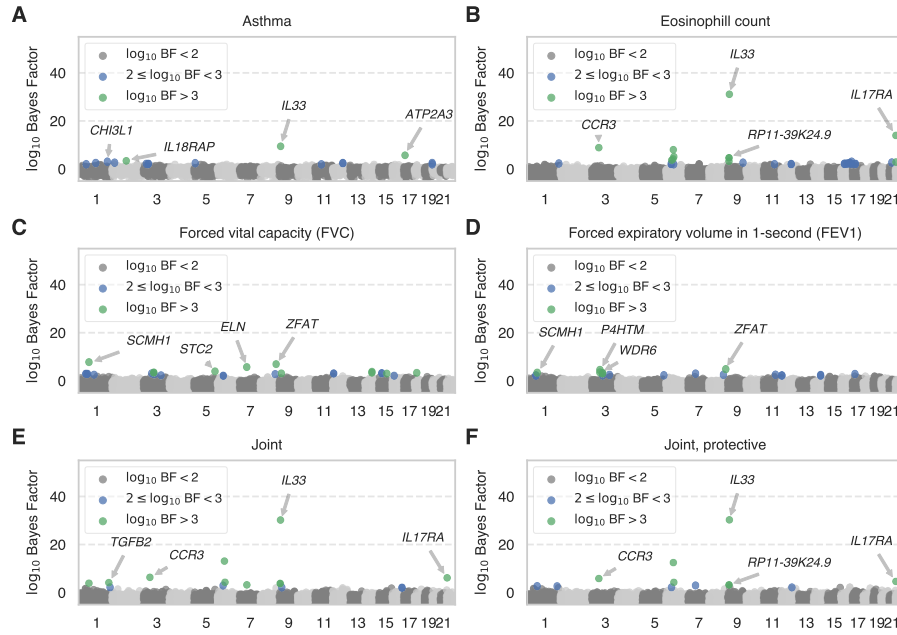 A
Asthma
log10 Bayes Factor
40
20
0
log10 BF < 2
2 ≤ log10 BF < 3
log10 BF > 3
CHI3L1
IL18RAP
IL33
ATP2A3
1 3 5 7 9 11 13 15 17 19 21
B
Eosinophill count
log10 Bayes Factor
40
20
0
log10 BF < 2
2 ≤ log10 BF < 3
log10 BF > 3
IL33
CCR3
IL17RA
RP11-39K24.9
1 3 5 7 9 11 13 15 17 19 21
C
Forced vital capacity (FVC)
log10 Bayes Factor
40
20
0
log10 BF < 2
2 ≤ log10 BF < 3
log10 BF > 3
SCMH1
STC2
ELN
ZFAT
1 3 5 7 9 11 13 15 17 19 21
D
Forced expiratory volume in 1-second (FEV1)
log10 Bayes Factor
40
20
0
log10 BF < 2
2 ≤ log10 BF < 3
log10 BF > 3
SCMH1
P4HTM
WDR6
ZFAT
1 3 5 7 9 11 13 15 17 19 21
E
Joint
log10 Bayes Factor
40
20
0
log10 BF < 2
2 ≤ log10 BF < 3
log10 BF > 3
TGFB2
CCR3
IL33
IL17RA
1 3 5 7 9 11 13 15 17 19 21
F
Joint, protective
log10 Bayes Factor
40
20
0
log10 BF < 2
2 ≤ log10 BF < 3
log10 BF > 3
IL33
CCR3
IL17RA
RP11-39K24.9
1 3 5 7 9 11 13 15 17 19 21